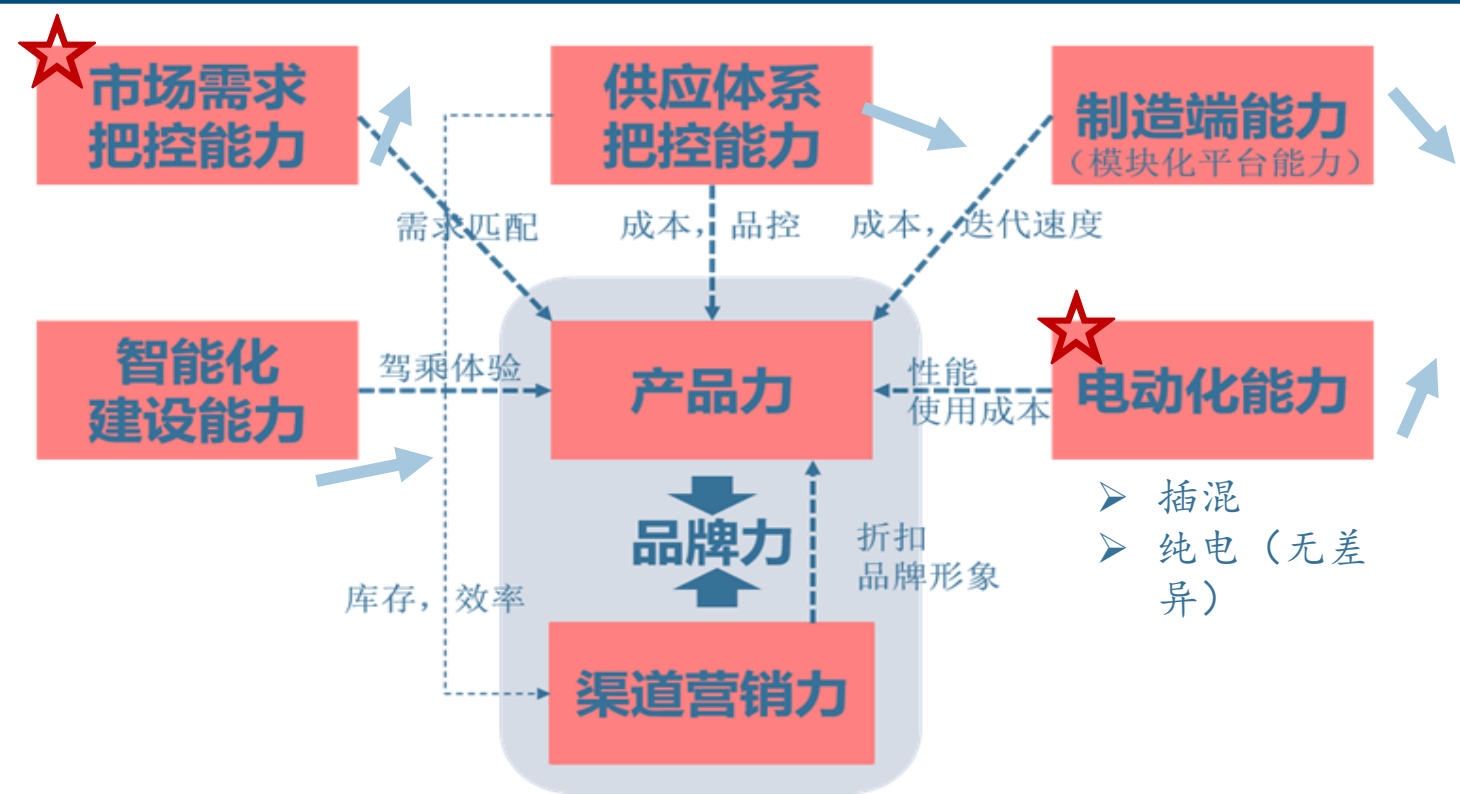 市场需求
把控能力
供应体系
把控能力
制造端能力
（模块化平台能力）
需求匹配
成本，品控
成本，迭代速度
智能化
建设能力
驾乘体验
产品力
性能
使用成本
电动化能力
➢ 插混
➢ 纯电（无差
异）
品牌力
折扣
品牌形象
库存，效率
渠道营销力